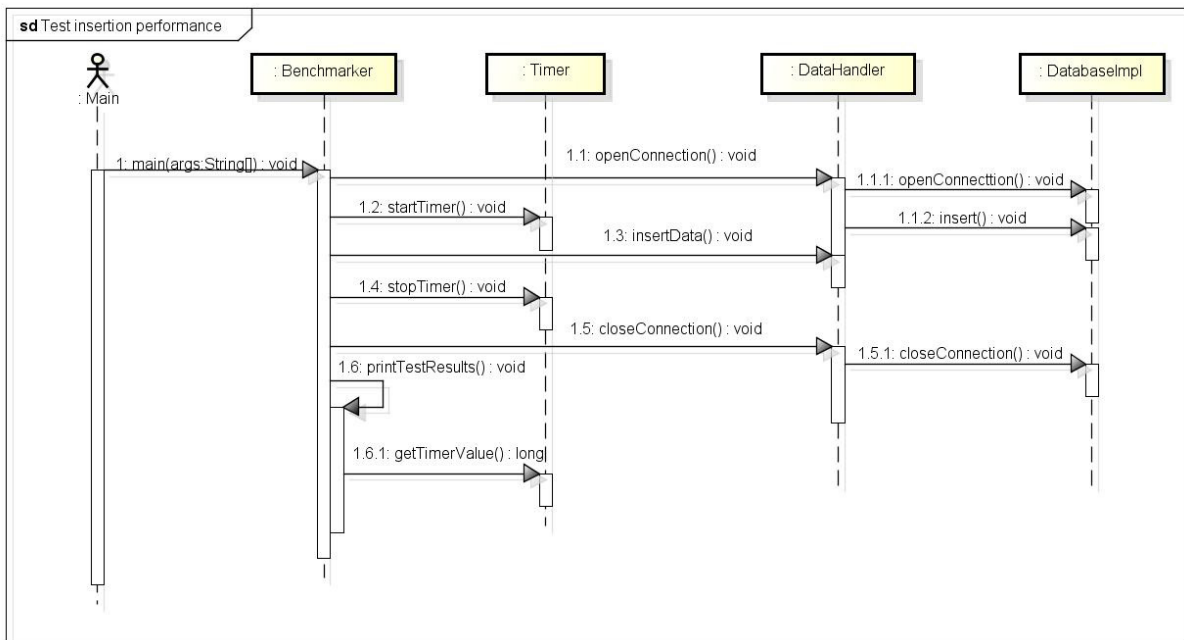 sd Test insertion performance
: Main
: Benchmarker
: Timer
: DataHandler
: DatabaseImpl
1: main(args:String[]) : void
1.1: openConnection() : void
1.1.1: openConnecttion() : void
1.2: startTimer() : void
1.1.2: insert() : void
1.3: insertData() : void
1.4: stopTimer() : void
1.5: closeConnection() : void
1.5.1: closeConnection() : void
1.6: printTestResults() : void
1.6.1: getTimerValue() : long